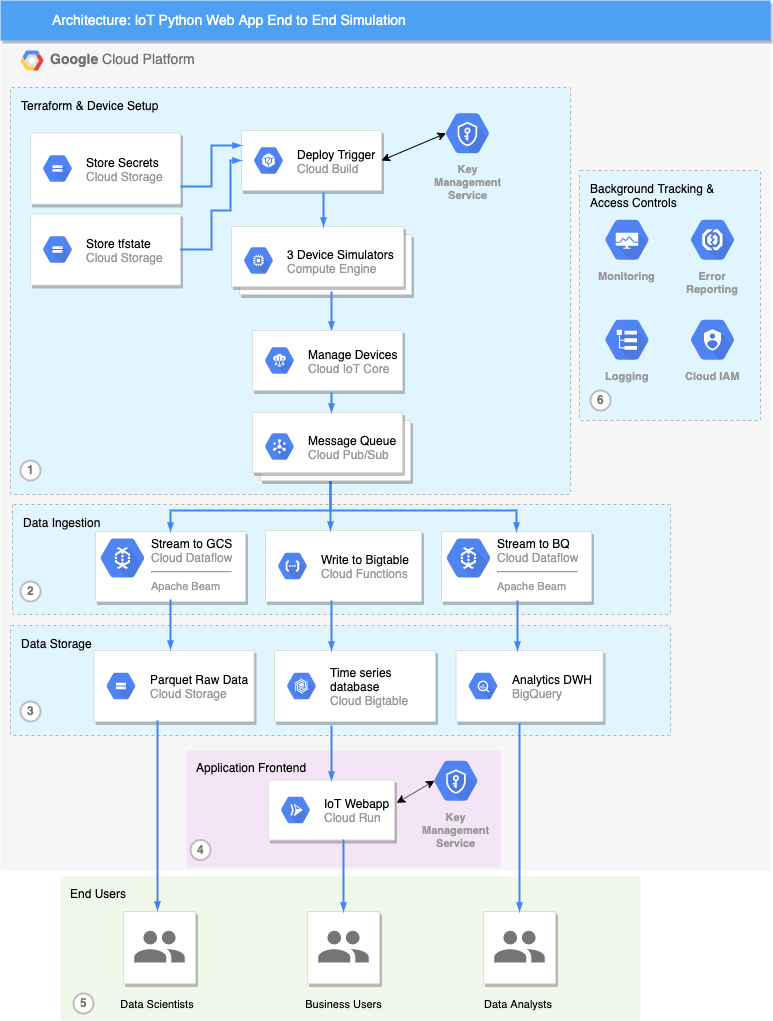 Architecture: IoT Python Web App End to End Simulation
Google Cloud Platform
Terraform & Device Setup
Store Secrets
Cloud Storage
Deploy Trigger
Cloud Build
Key
Management
Service
Store tfstate
Cloud Storage
3 Device Simulators
Compute Engine
Manage Devices
Cloud IoT Core
Message Queue
Cloud Pub/Sub
1
Background Tracking &
Access Controls
Monitoring
Error
Reporting
Logging
Cloud IAM
6
Data Ingestion
Stream to GCS
Cloud Dataflow
Apache Beam
Write to Bigtable
Cloud Functions
Stream to BQ
Cloud Dataflow
Apache Beam
2
Data Storage
Parquet Raw Data
Cloud Storage
Time series
database
Cloud Bigtable
Analytics DWH
BigQuery
3
Application Frontend
IoT Webapp
Cloud Run
Key
Management
Service
4
End Users
Data Scientists
Business Users
Data Analysts
5